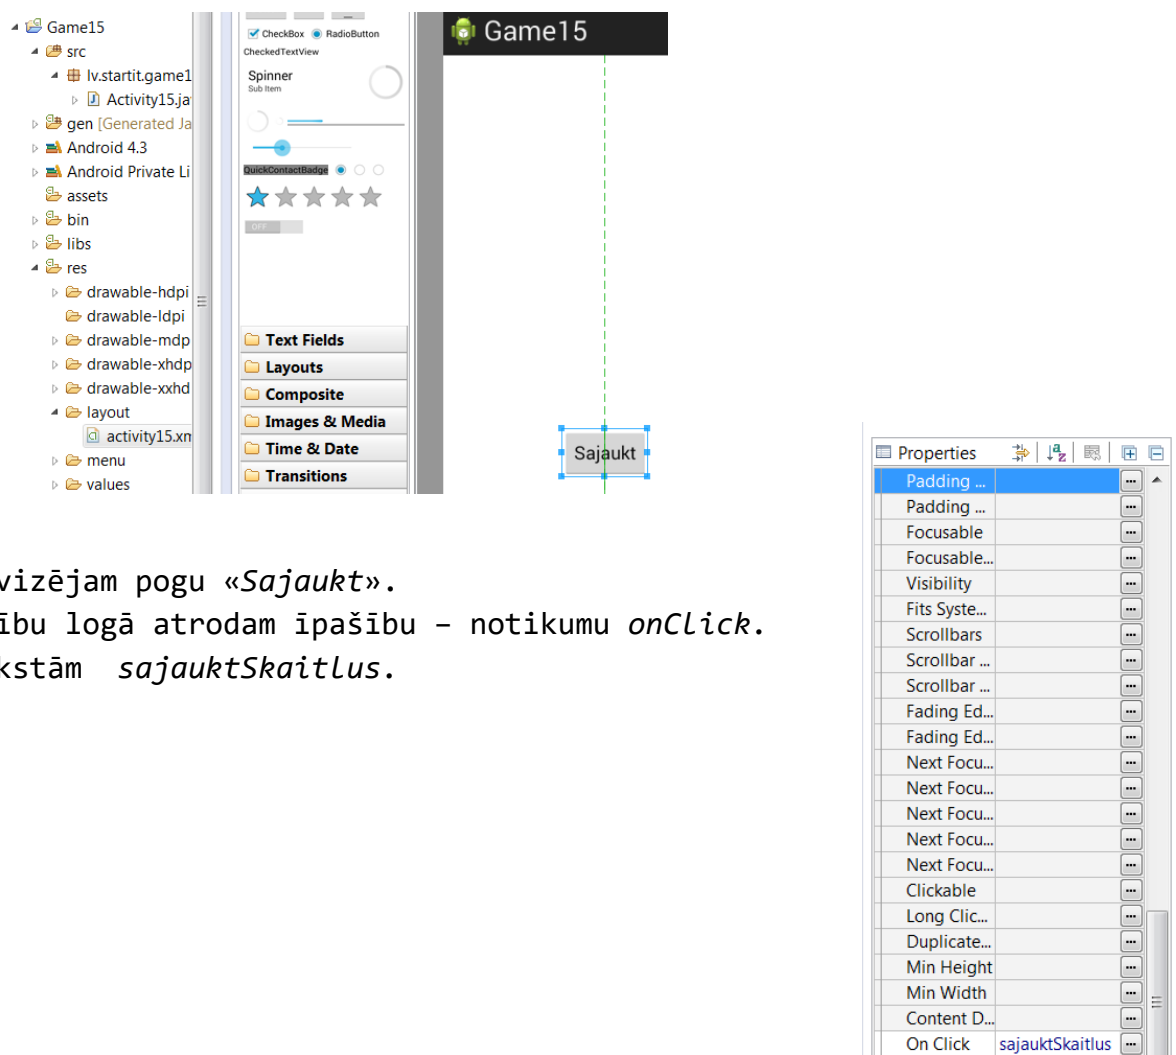 Game15
src
lv.startit.game1
Activity15.ja
gen [Generated Ja
Android 4.3
Android Private Li
assets
bin
libs
res
drawable-hdpi
drawable-ldpi
drawable-mdp
drawable-xhdp
drawable-xxhd
layout
activity15.xm
menu
values
CheckBox RadioButton
CheckedTextView
Spinner
Sub Item
QuickContactBadge
OFF
Text Fields
Layouts
Composite
Images & Media
Time & Date
Transitions
Game15
Sajaukt
vizējam pogu «Sajaukt».
ību logā atrodam īpašību – notikumu onClick.
kstām sajauktSkaitlus.
Properties
Padding ...
Padding ...
Focusable
Focusable...
Visibility
Fits Syste...
Scrollbars
Scrollbar ...
Scrollbar ...
Fading Ed...
Fading Ed...
Next Focu...
Next Focu...
Next Focu...
Next Focu...
Next Focu...
Clickable
Long Clic...
Duplicate...
Min Height
Min Width
Content D...
On Click sajauktSkaitlus